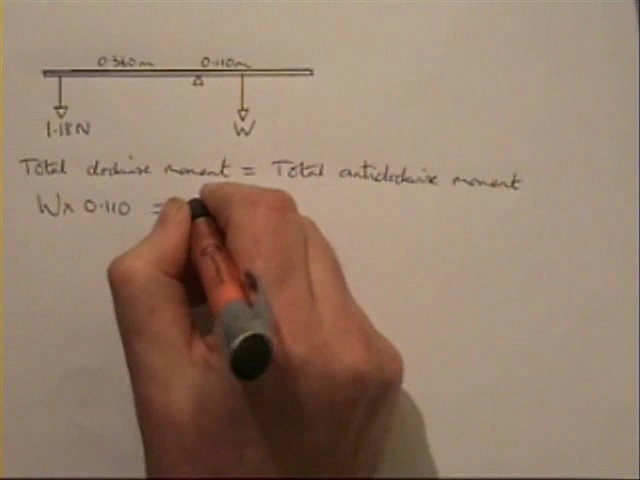 0.360m 0.110m
1.18N W
Total clockwise moment = Total anticlockwise moment
W x 0.110 =